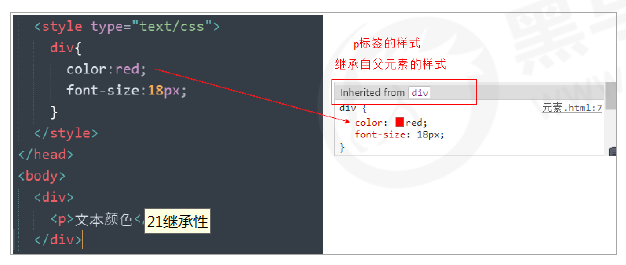 <style type="text/css">
div{
color:red;
font-size:18px;
}
</style>
</head>
<body>
<div>
<p>文本颜色<
21继承性
</div>
p标签的样式
继承自父元素的样式
Inherited from div
div {
元素.html:7
color: red;
font-size: 18px;
}